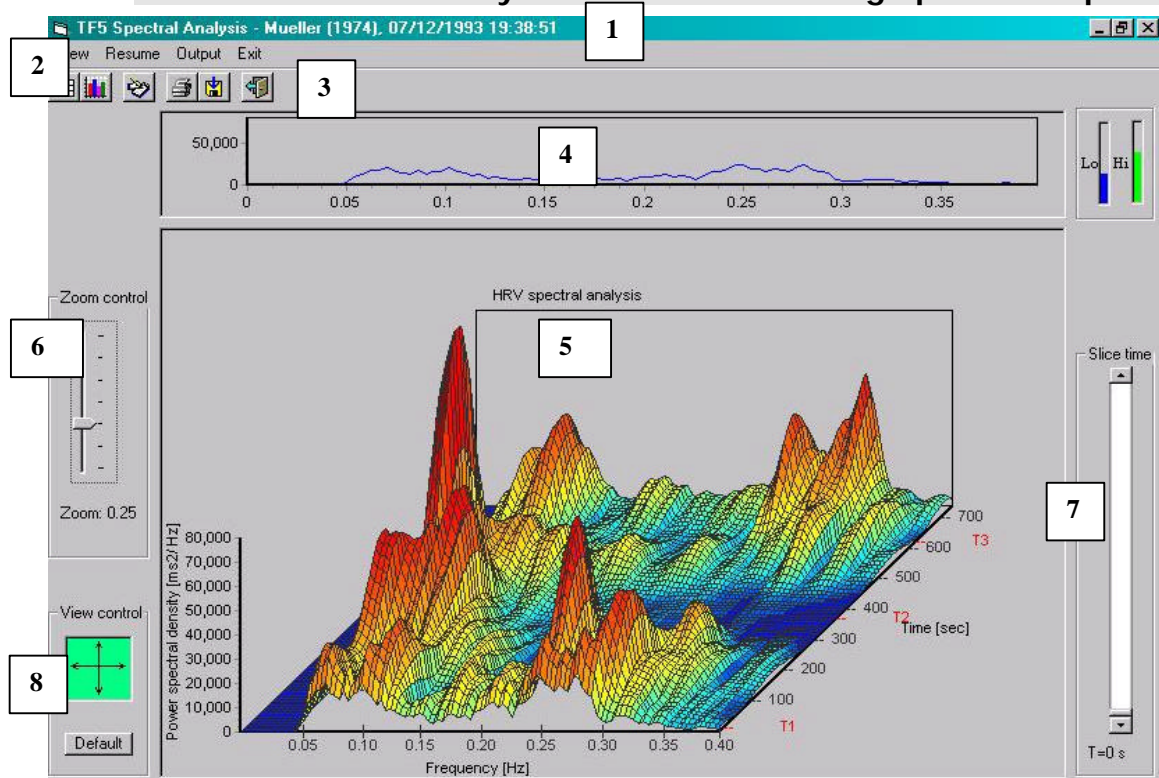 TF5 Spectral Analysis - Mueller (1974), 07/12/1993 19:38:51
1
2
Resume Output Exit
3
50,000
0
4
0 0.05 0.1 0.15 0.2 0.25 0.3 0.35
Lo Hi
Zoom control
6
Zoom: 0.25
HRV spectral analysis
5
Slice time
7
T=0 s
View control
8
Default
Power spectral density [ms2/Hz]
80,000
70,000
60,000
50,000
40,000
30,000
20,000
10,000
0
0.05 0.10 0.15 0.20 0.25 0.30 0.35 0.40
Frequency [Hz]
700
T3
600
500
400
T2
Time [sec]
300
200
100
T1